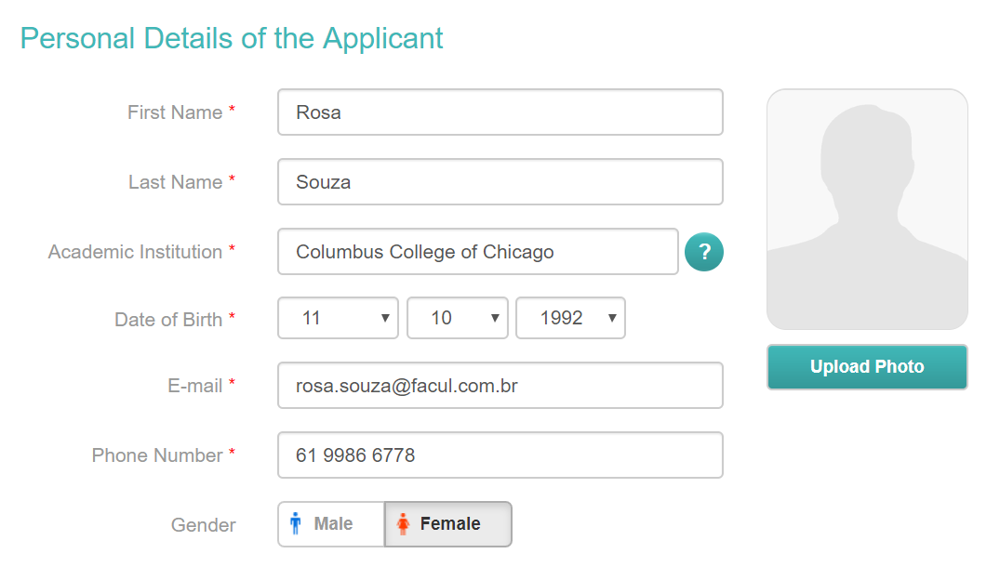 Personal Details of the Applicant
First Name * Rosa
Last Name * Souza
Academic Institution * Columbus College of Chicago ?
Date of Birth * 11 10 1992
E-mail * rosa.souza@facul.com.br
Upload Photo
Phone Number * 61 9986 6778
Gender Male Female